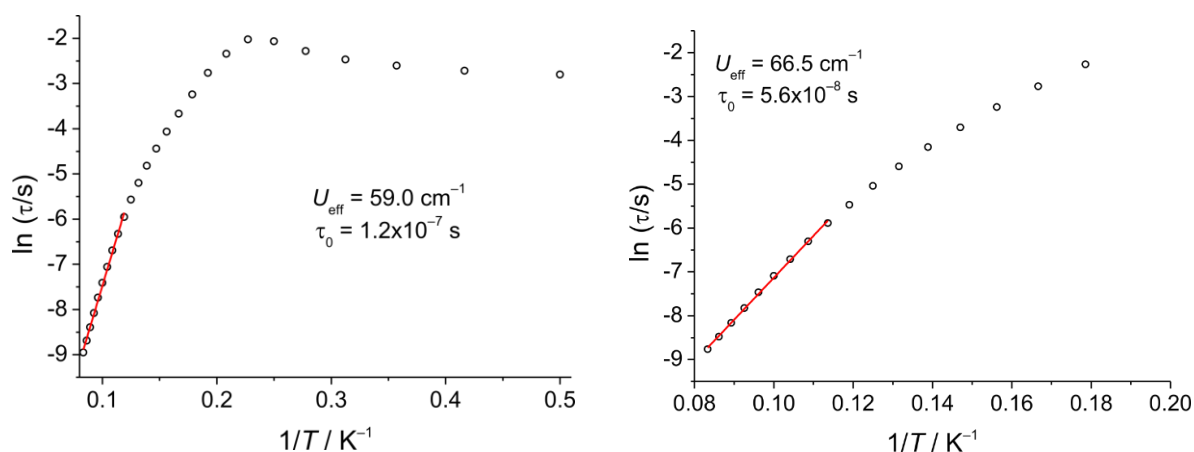 ln (τ/s)
-2
-3
-4
-5
-6
-7
-8
-9
U_eff = 59.0 cm⁻¹
τ₀ = 1.2x10⁻⁷ s
0.1 0.2 0.3 0.4 0.5
1/T / K⁻¹
ln (τ/s)
-2
-3
-4
-5
-6
-7
-8
-9
U_eff = 66.5 cm⁻¹
τ₀ = 5.6x10⁻⁸ s
0.08 0.10 0.12 0.14 0.16 0.18 0.20
1/T / K⁻¹